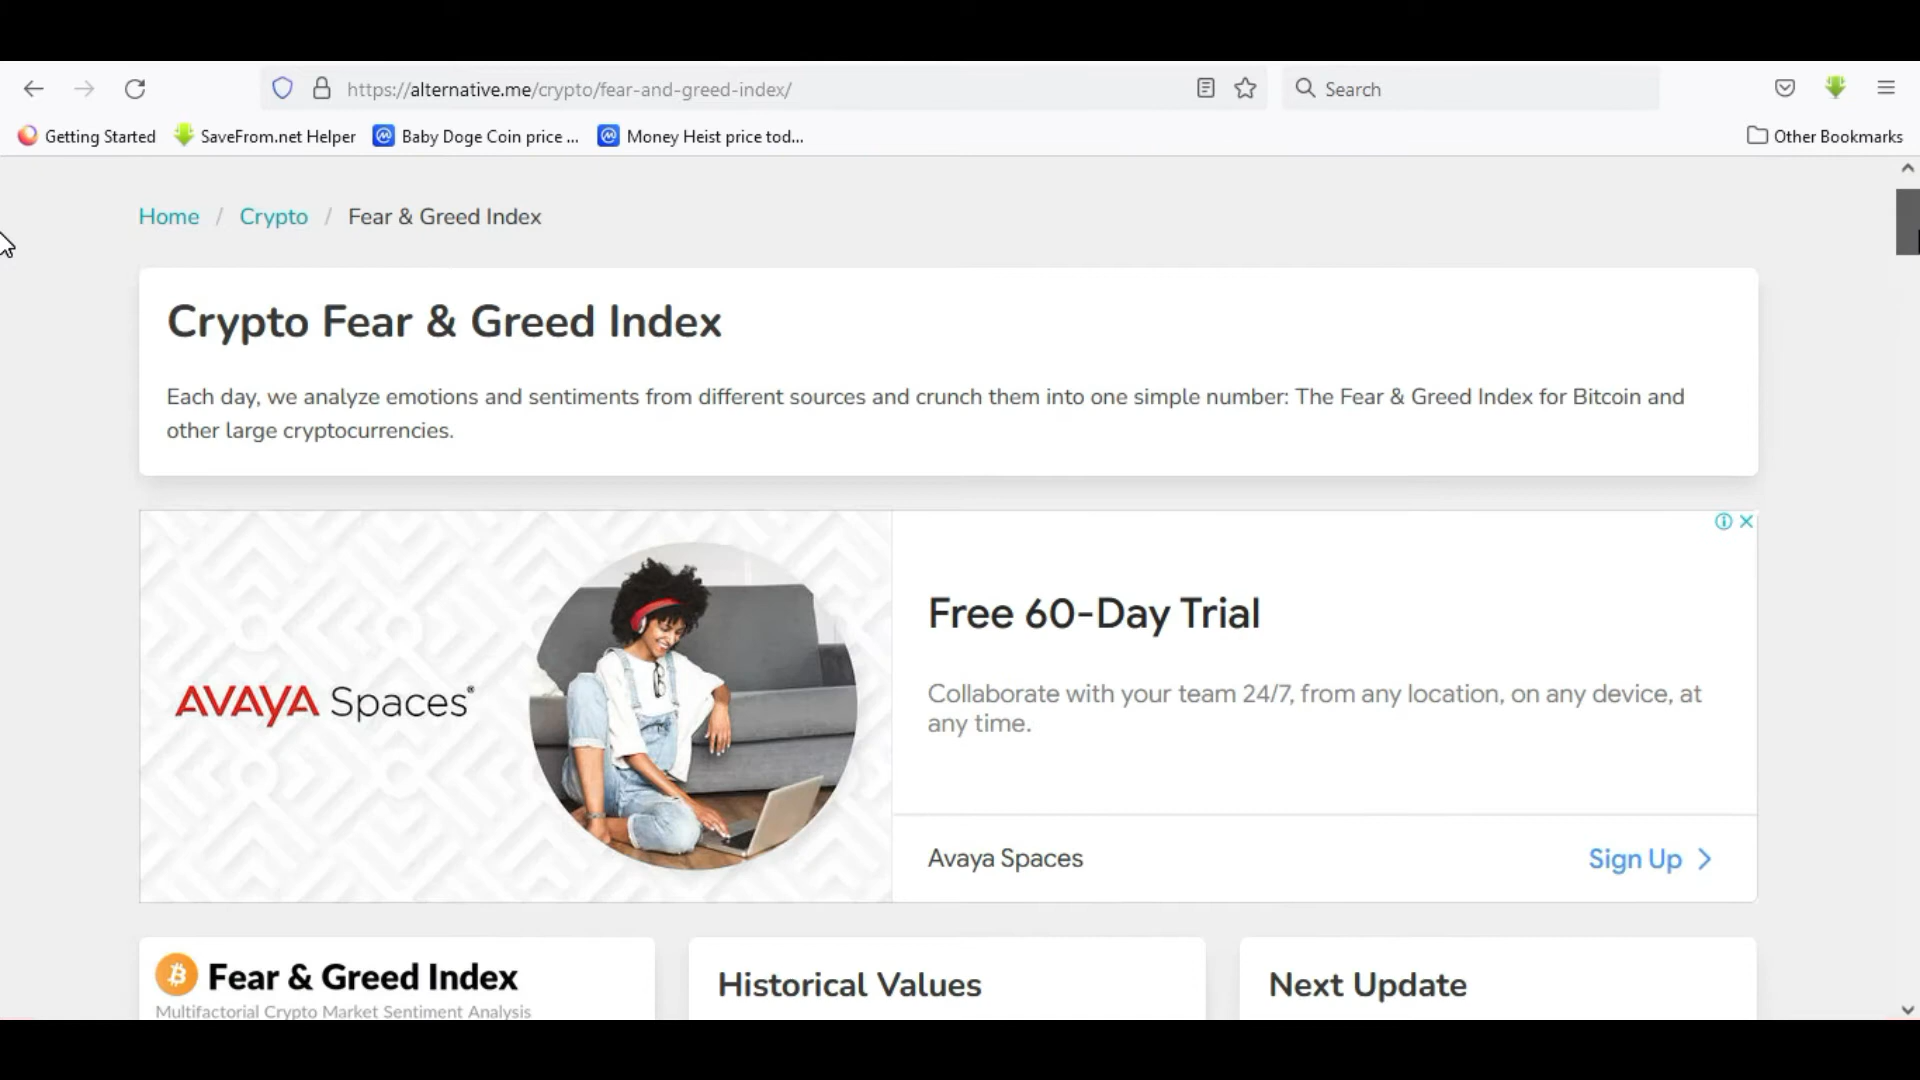 https://alternative.me/crypto/fear-and-greed-index/
Search
Getting Started
SaveFrom.net Helper
Baby Doge Coin price ...
Money Heist price tod...
Other Bookmarks
Home / Crypto / Fear & Greed Index
Crypto Fear & Greed Index
Each day, we analyze emotions and sentiments from different sources and crunch them into one simple number: The Fear & Greed Index for Bitcoin and
other large cryptocurrencies.
AVAYA Spaces®
Free 60-Day Trial
Collaborate with your team 24/7, from any location, on any device, at
any time.
Avaya Spaces
Sign Up
Fear & Greed Index
Multifactorial Crypto Market Sentiment Analysis
Historical Values
Next Update